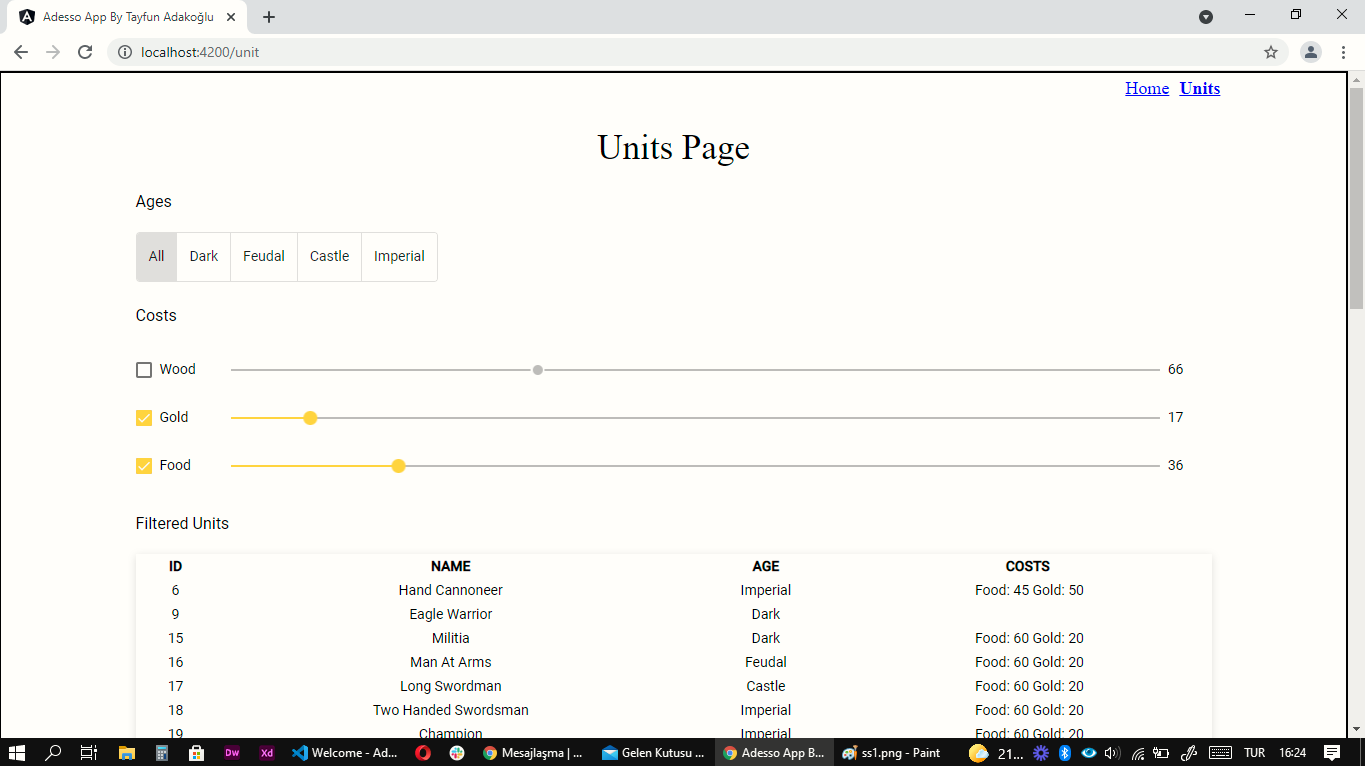 Adesso App By Tayfun Adakoğlu
localhost:4200/unit
Home Units
Units Page
Ages
All Dark Feudal Castle Imperial
Costs
Wood 66
Gold 17
Food 36
Filtered Units
ID NAME AGE COSTS
6 Hand Cannoneer Imperial Food: 45 Gold: 50
9 Eagle Warrior Dark
15 Militia Dark Food: 60 Gold: 20
16 Man At Arms Feudal Food: 60 Gold: 20
17 Long Swordman Castle Food: 60 Gold: 20
18 Two Handed Swordsman Imperial Food: 60 Gold: 20
19 Champion Imperial Food: 60 Gold: 20
Dw Xd Welcome - Ad... Mesajlaşma | ... Gelen Kutusu ... Adesso App B... ss1.png - Paint 21... TUR 16:24